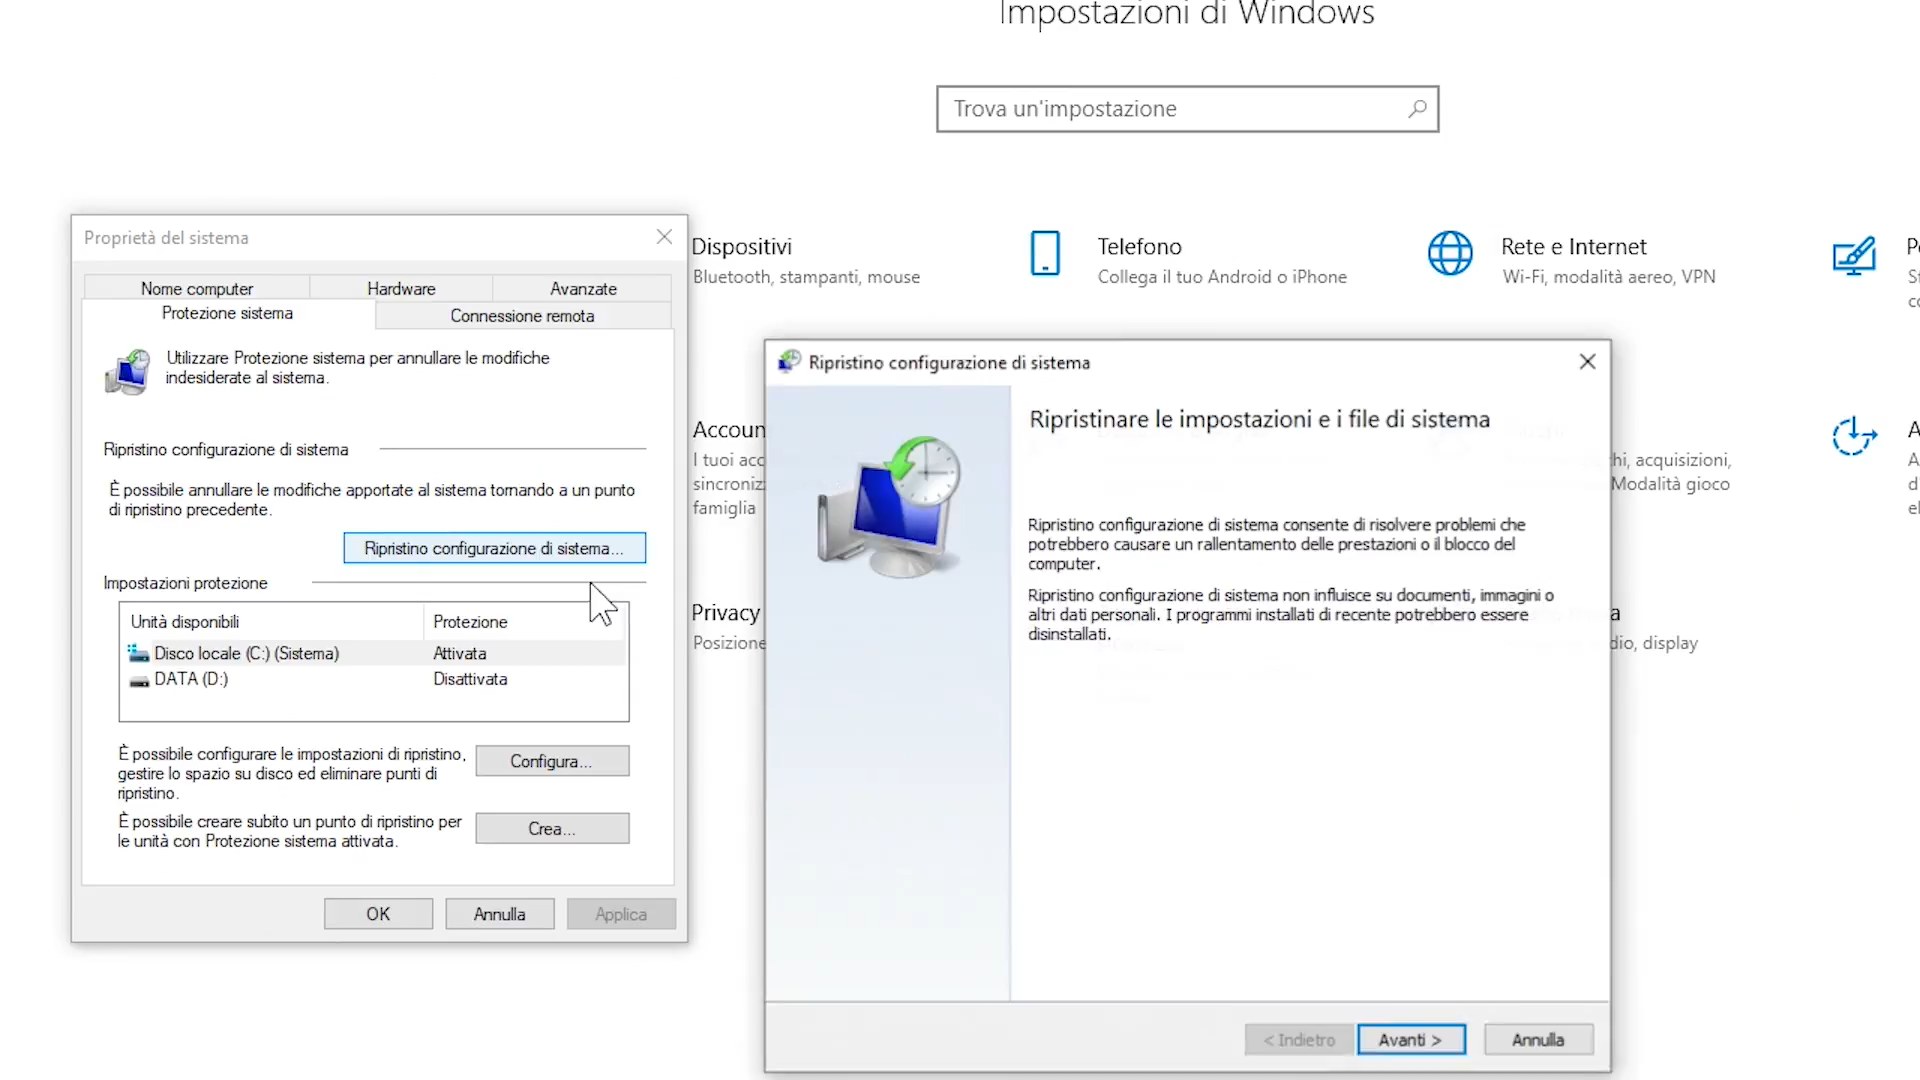 Impostazioni di Windows
Trova un'impostazione
Dispositivi
Bluetooth, stampanti, mouse
Telefono
Collega il tuo Android o iPhone
Rete e Internet
Wi-Fi, modalità aereo, VPN
Proprietà del sistema
Nome computer
Hardware
Avanzate
Protezione sistema
Connessione remota
Utilizzare Protezione sistema per annullare le modifiche
indesiderate al sistema.
Ripristino configurazione di sistema
È possibile annullare le modifiche apportate al sistema tornando a un punto
di ripristino precedente.
Ripristino configurazione di sistema...
Impostazioni protezione
Unità disponibili
Protezione
Disco locale (C:) (Sistema)
Attivata
DATA (D:)
Disattivata
È possibile configurare le impostazioni di ripristino,
gestire lo spazio su disco ed eliminare punti di
ripristino.
Configura...
È possibile creare subito un punto di ripristino per
le unità con Protezione sistema attivata.
Crea...
OK
Annulla
Applica
I tuoi
famiglia
Privacy
Posizione
acquisizioni,
Modalità gioco
display
Ripristino configurazione di sistema
Ripristinare le impostazioni e i file di sistema
Ripristino configurazione di sistema consente di risolvere problemi che
potrebbero causare un rallentamento delle prestazioni o il blocco del
computer.
Ripristino configurazione di sistema non influisce su documenti, immagini o
altri dati personali. I programmi installati di recente potrebbero essere
disinstallati.
< Indietro
Avanti >
Annulla